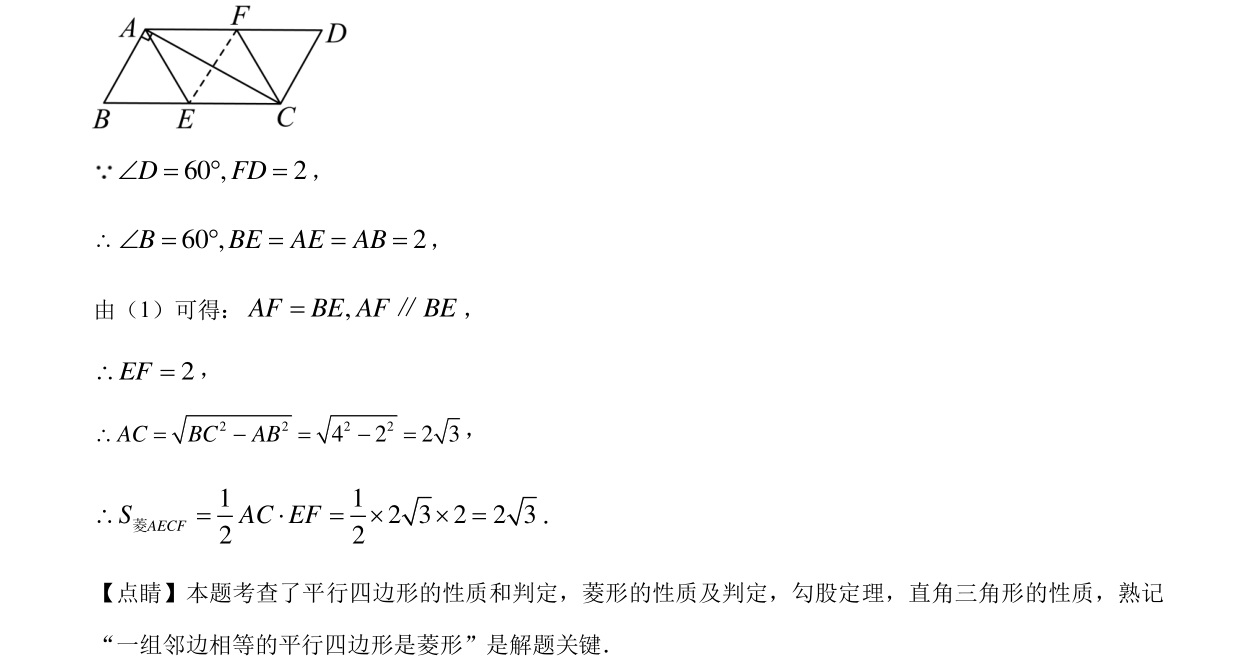 A F D
B E C
∵∠D = 60°, FD = 2，
∴ ∠B = 60°, BE = AE = AB = 2，
由（1）可得： AF = BE, AF // BE ，
∴ EF = 2，
∴ AC = √(BC² − AB²) = √(4² − 2²) = 2√3，
∴ S菱AECF = 1/2 AC · EF = 1/2 × 2√3 × 2 = 2√3．
【点睛】本题考查了平行四边形的性质和判定，菱形的性质及判定，勾股定理，直角三角形的性质，熟记
“一组邻边相等的平行四边形是菱形”是解题关键．